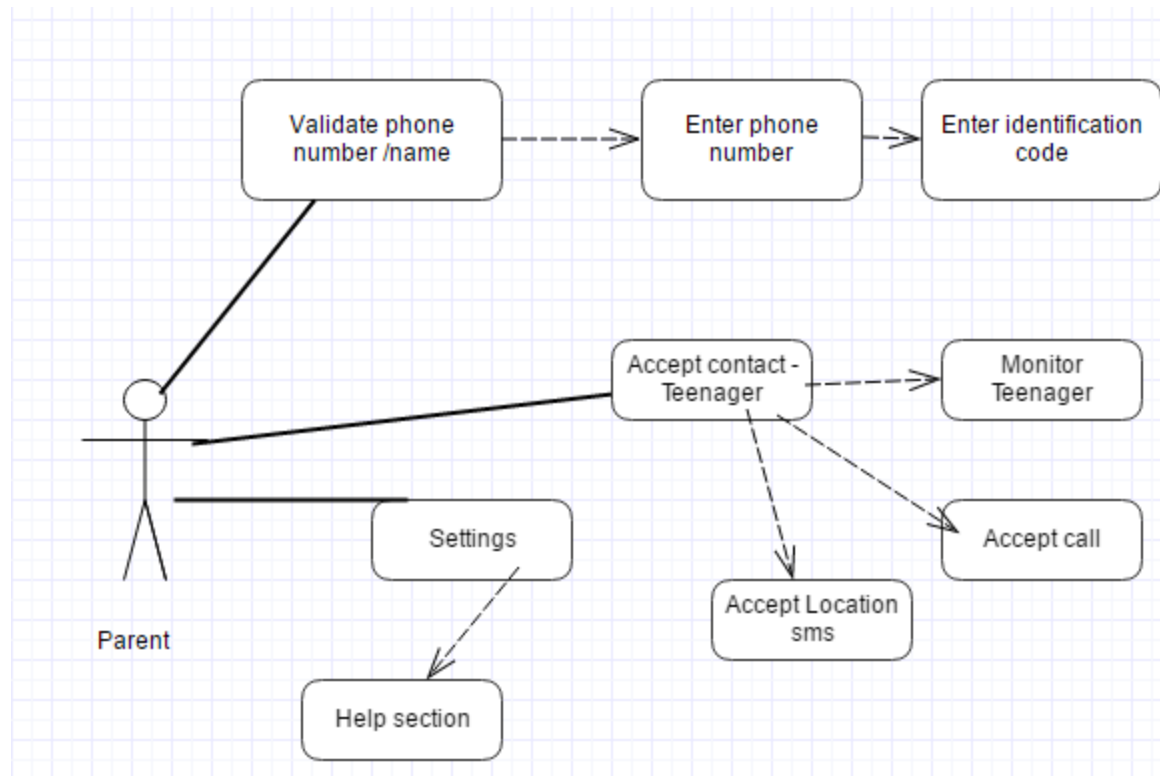 Validate phone
number /name
Enter phone
number
Enter identification
code
Accept contact -
Teenager
Monitor
Teenager
Settings
Accept call
Accept Location
sms
Parent
Help section